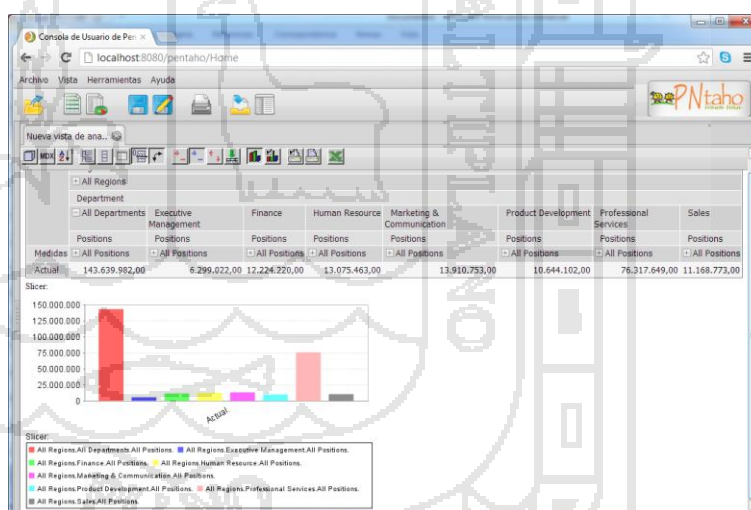 Consola de Usuario de Pen
localhost:8080/pentaho/Home
Archivo Vista Herramientas Ayuda
PNtaho
Nueva vista de ana..
MDX
All Regions
Department
All Departments Executive Management Finance Human Resource Marketing & Communication Product Development Professional Services Sales
Positions Positions Positions Positions Positions Positions Positions Positions
Medidas All Positions All Positions All Positions All Positions All Positions All Positions All Positions All Positions
Actual 143.639.982,00 6.299.022,00 12.224.220,00 13.075.463,00 13.910.753,00 10.644.102,00 76.317.649,00 11.168.773,00
Slicer:
150.000.000
125.000.000
100.000.000
75.000.000
50.000.000
25.000.000
0
Actual
Slicer:
All Regions.All Departments.All Positions. All Regions.Executive Management.All Positions.
All Regions.Finance.All Positions. All Regions.Human Resource.All Positions.
All Regions.Marketing & Communication.All Positions.
All Regions.Product Development.All Positions. All Regions.Professional Services.All Positions.
All Regions.Sales.All Positions.
ALTIPLANO